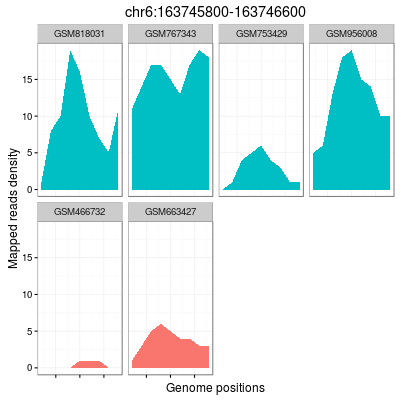 chr6:163745800-163746600
GSM818031 GSM767343 GSM753429 GSM956008
15
10
5
0
GSM466732 GSM663427
15
10
5
0
Mapped reads density
Genome positions